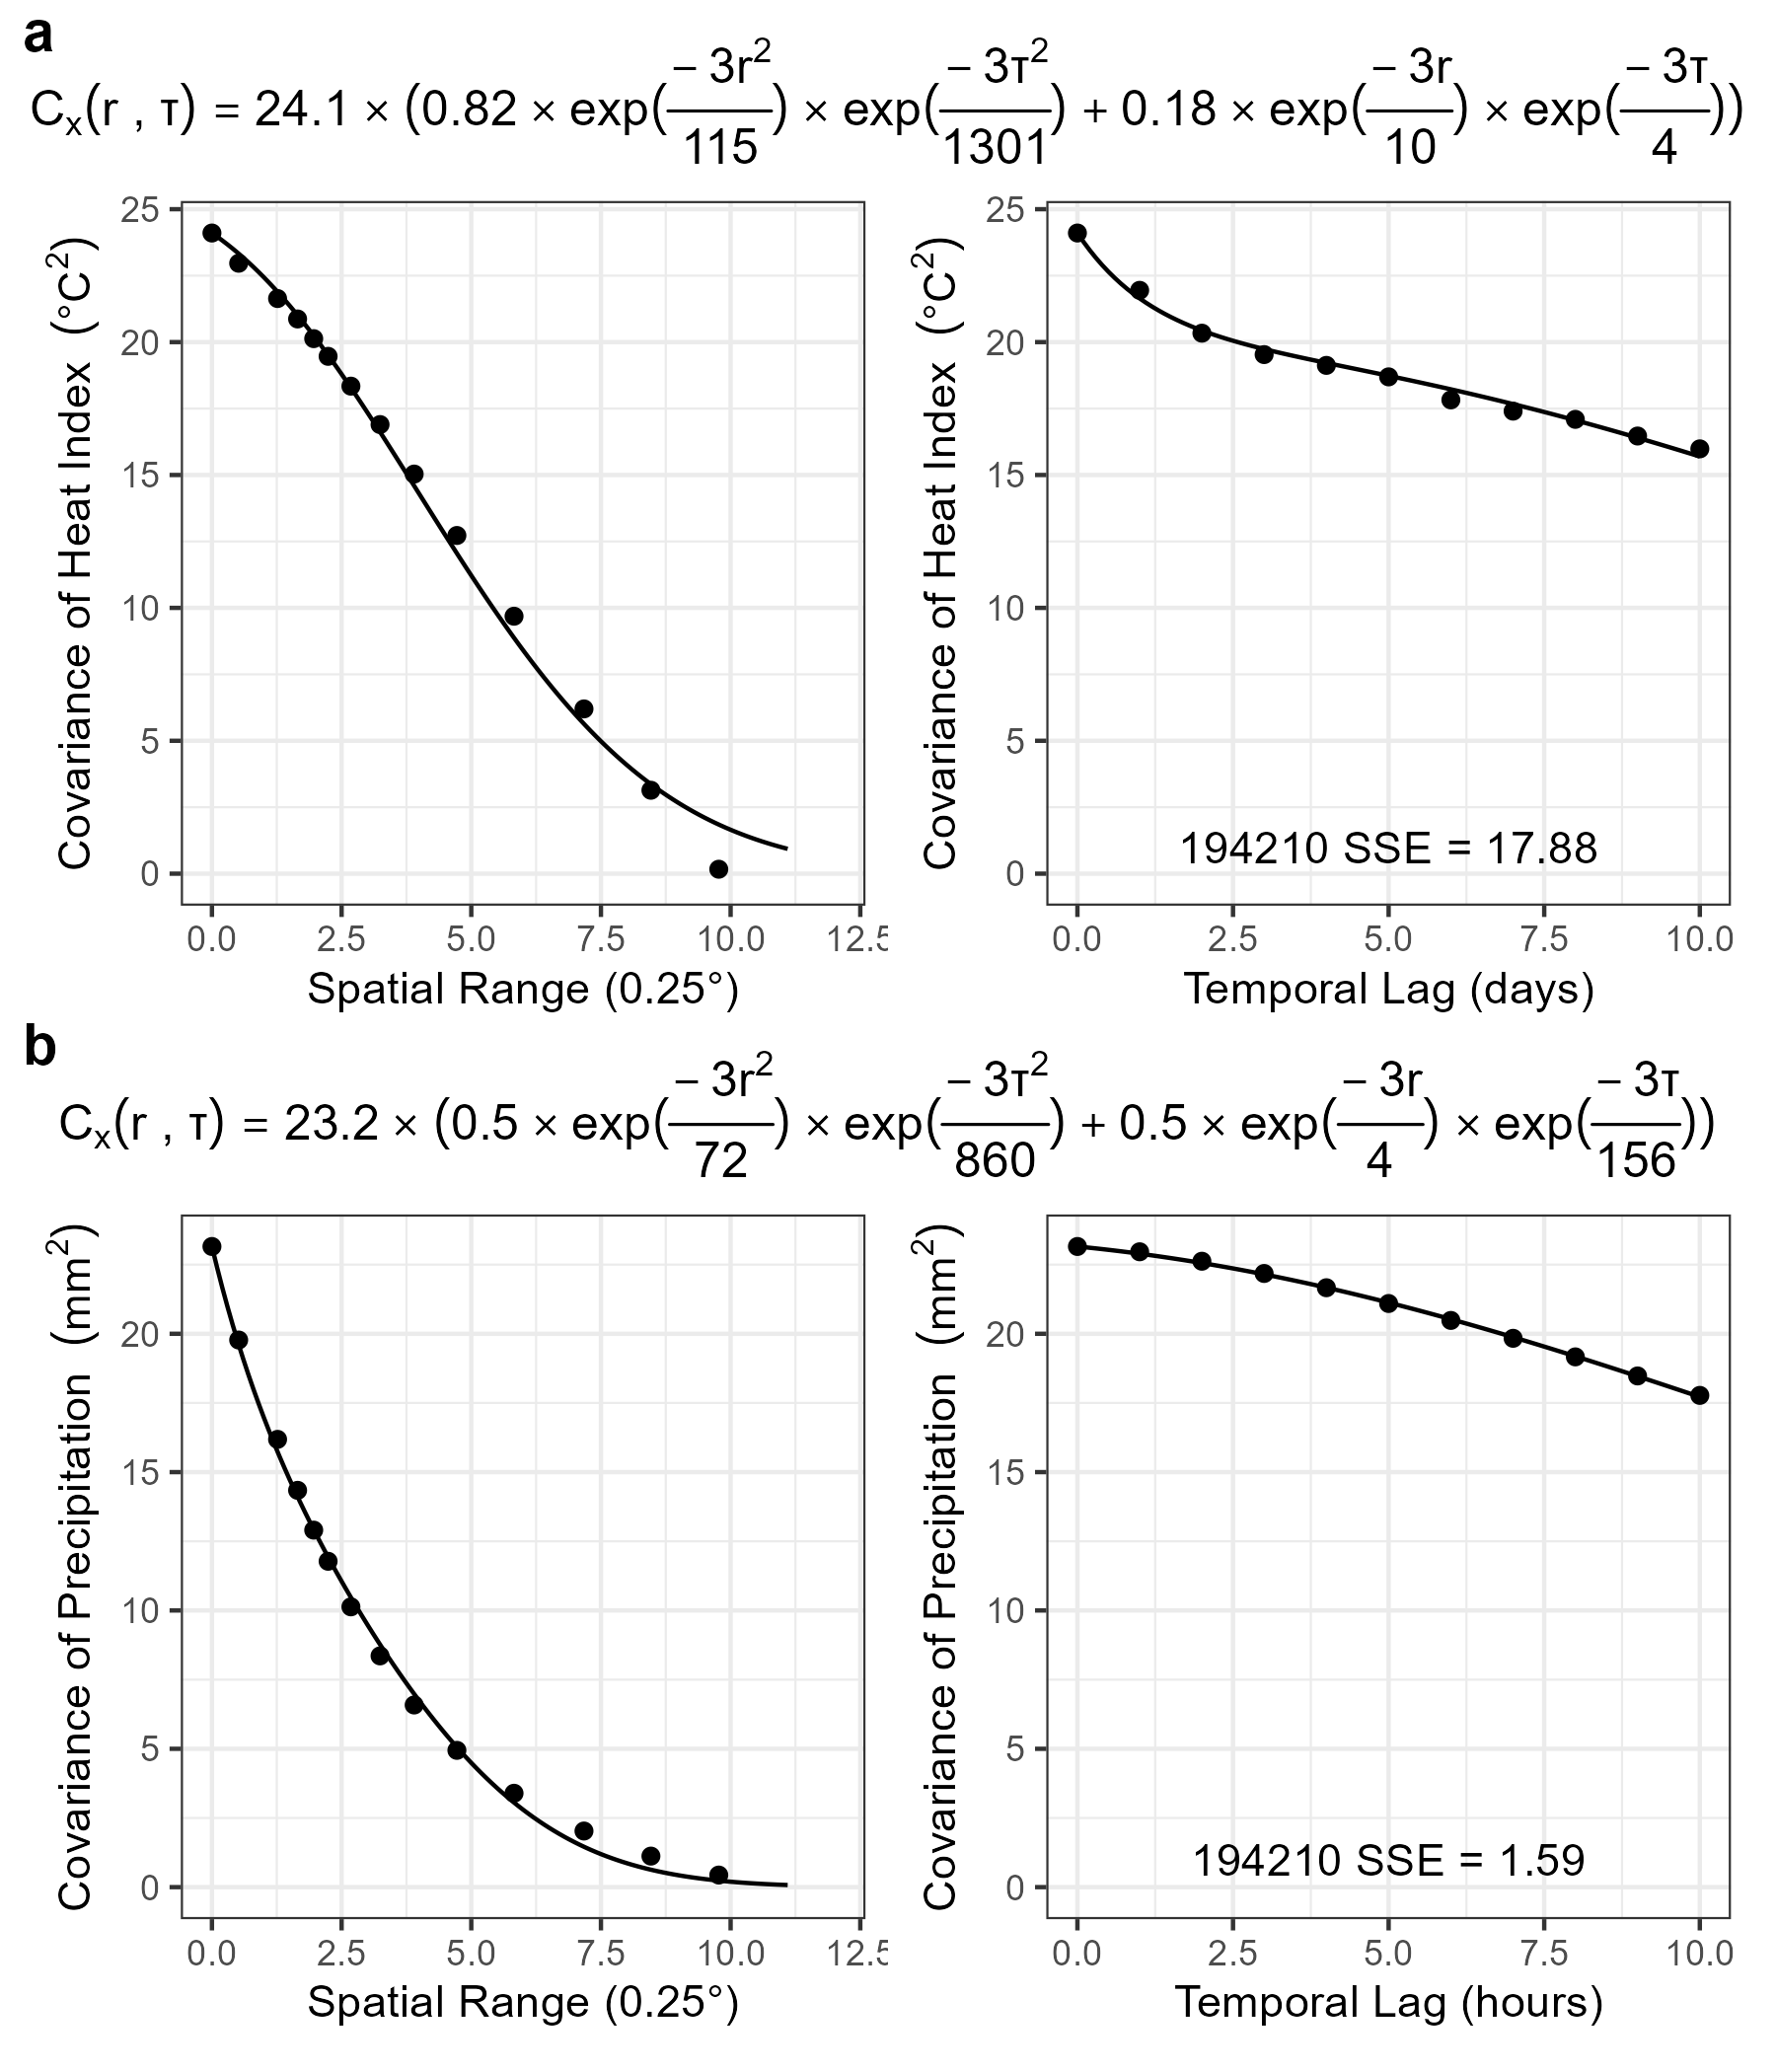 a
Cₓ(r , τ) = 24.1 × (0.82 × exp(− 3r²/115) × exp(− 3τ²/1301) + 0.18 × exp(− 3r/10) × exp(− 3τ/4))
Covariance of Heat Index (°C²)
25
20
15
10
5
0
0.0 2.5 5.0 7.5 10.0 12.5
Spatial Range (0.25°)
Covariance of Heat Index (°C²)
25
20
15
10
5
0
194210 SSE = 17.88
0.0 2.5 5.0 7.5 10.0
Temporal Lag (days)
b
Cₓ(r , τ) = 23.2 × (0.5 × exp(− 3r²/72) × exp(− 3τ²/860) + 0.5 × exp(− 3r/4) × exp(− 3τ/156))
Covariance of Precipitation (mm²)
20
15
10
5
0
0.0 2.5 5.0 7.5 10.0 12.5
Spatial Range (0.25°)
Covariance of Precipitation (mm²)
20
15
10
5
0
194210 SSE = 1.59
0.0 2.5 5.0 7.5 10.0
Temporal Lag (hours)